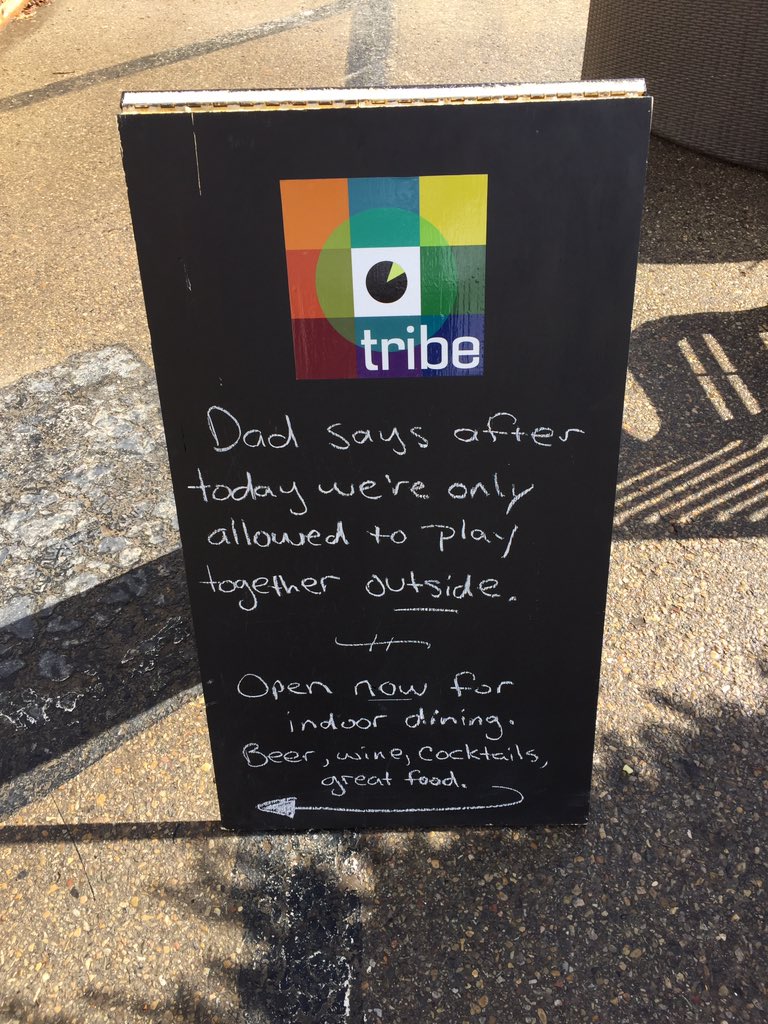 tribe
Dad says after
today we're only
allowed to play
together outside.
Open now for
indoor dining.
Beer, wine, cocktails,
great food.